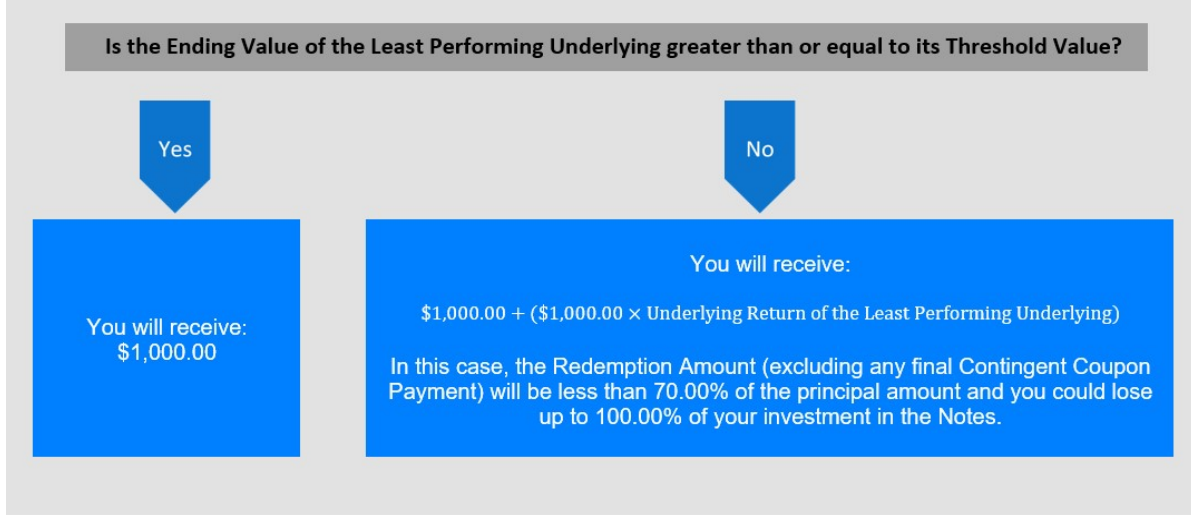 Is the Ending Value of the Least Performing Underlying greater than or equal to its Threshold Value?
Yes
No
You will receive:
$1,000.00
You will receive:
$1,000.00 + ($1,000.00 × Underlying Return of the Least Performing Underlying)
In this case, the Redemption Amount (excluding any final Contingent Coupon
Payment) will be less than 70.00% of the principal amount and you could lose
up to 100.00% of your investment in the Notes.